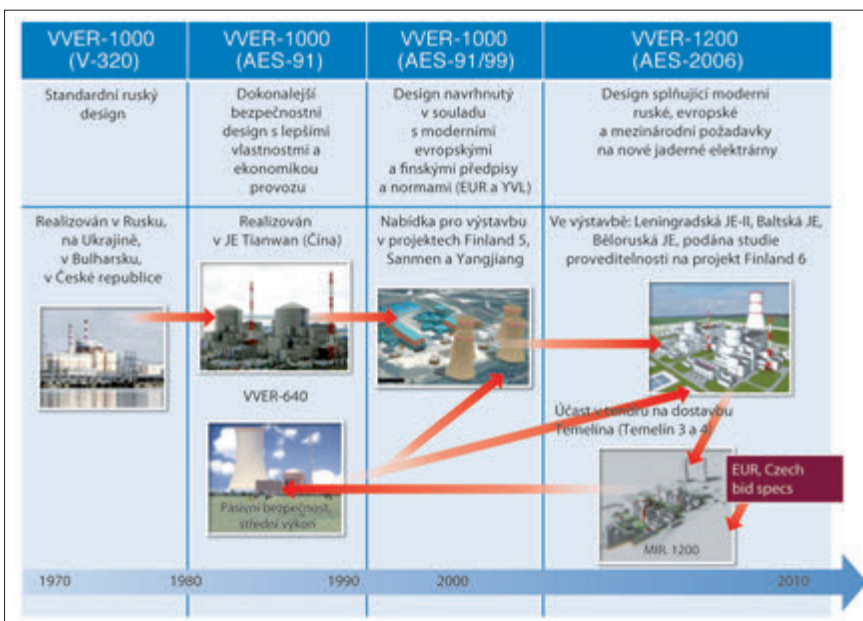 VVER-1000
(V-320)
VVER-1000
(AES-91)
VVER-1000
(AES-91/99)
VVER-1200
(AES-2006)
Standardní ruský
design
Dokonalejší
bezpečnostní
design s lepšími
vlastnostmi a
ekonomikou
provozu
Design navrhnutý
v souladu
s moderními
evropskými
a finskými předpisy
a normami (EUR a YVL)
Design splňující moderní
ruské, evropské
a mezinárodní požadavky
na nové jaderné elektrárny
Realizován v Rusku,
na Ukrajině,
v Bulharsku,
v České republice
Realizován
v JE Tianwan (Čína)
Nabídka pro výstavbu
v projektech Finland 5,
Sanmen a Yangjiang
Ve výstavbě: Leningradská JE-II, Baltská JE,
Běloruská JE, podána studie
proveditelnosti na projekt Finland 6
VVER-640
Pasivní bezpečnost,
střední výkon
Účast v tendru na dostavbu
Temelína (Temelín 3 a 4)
EUR, Czech
bid specs
MIR. 1200
1970
1980
1990
2000
2010